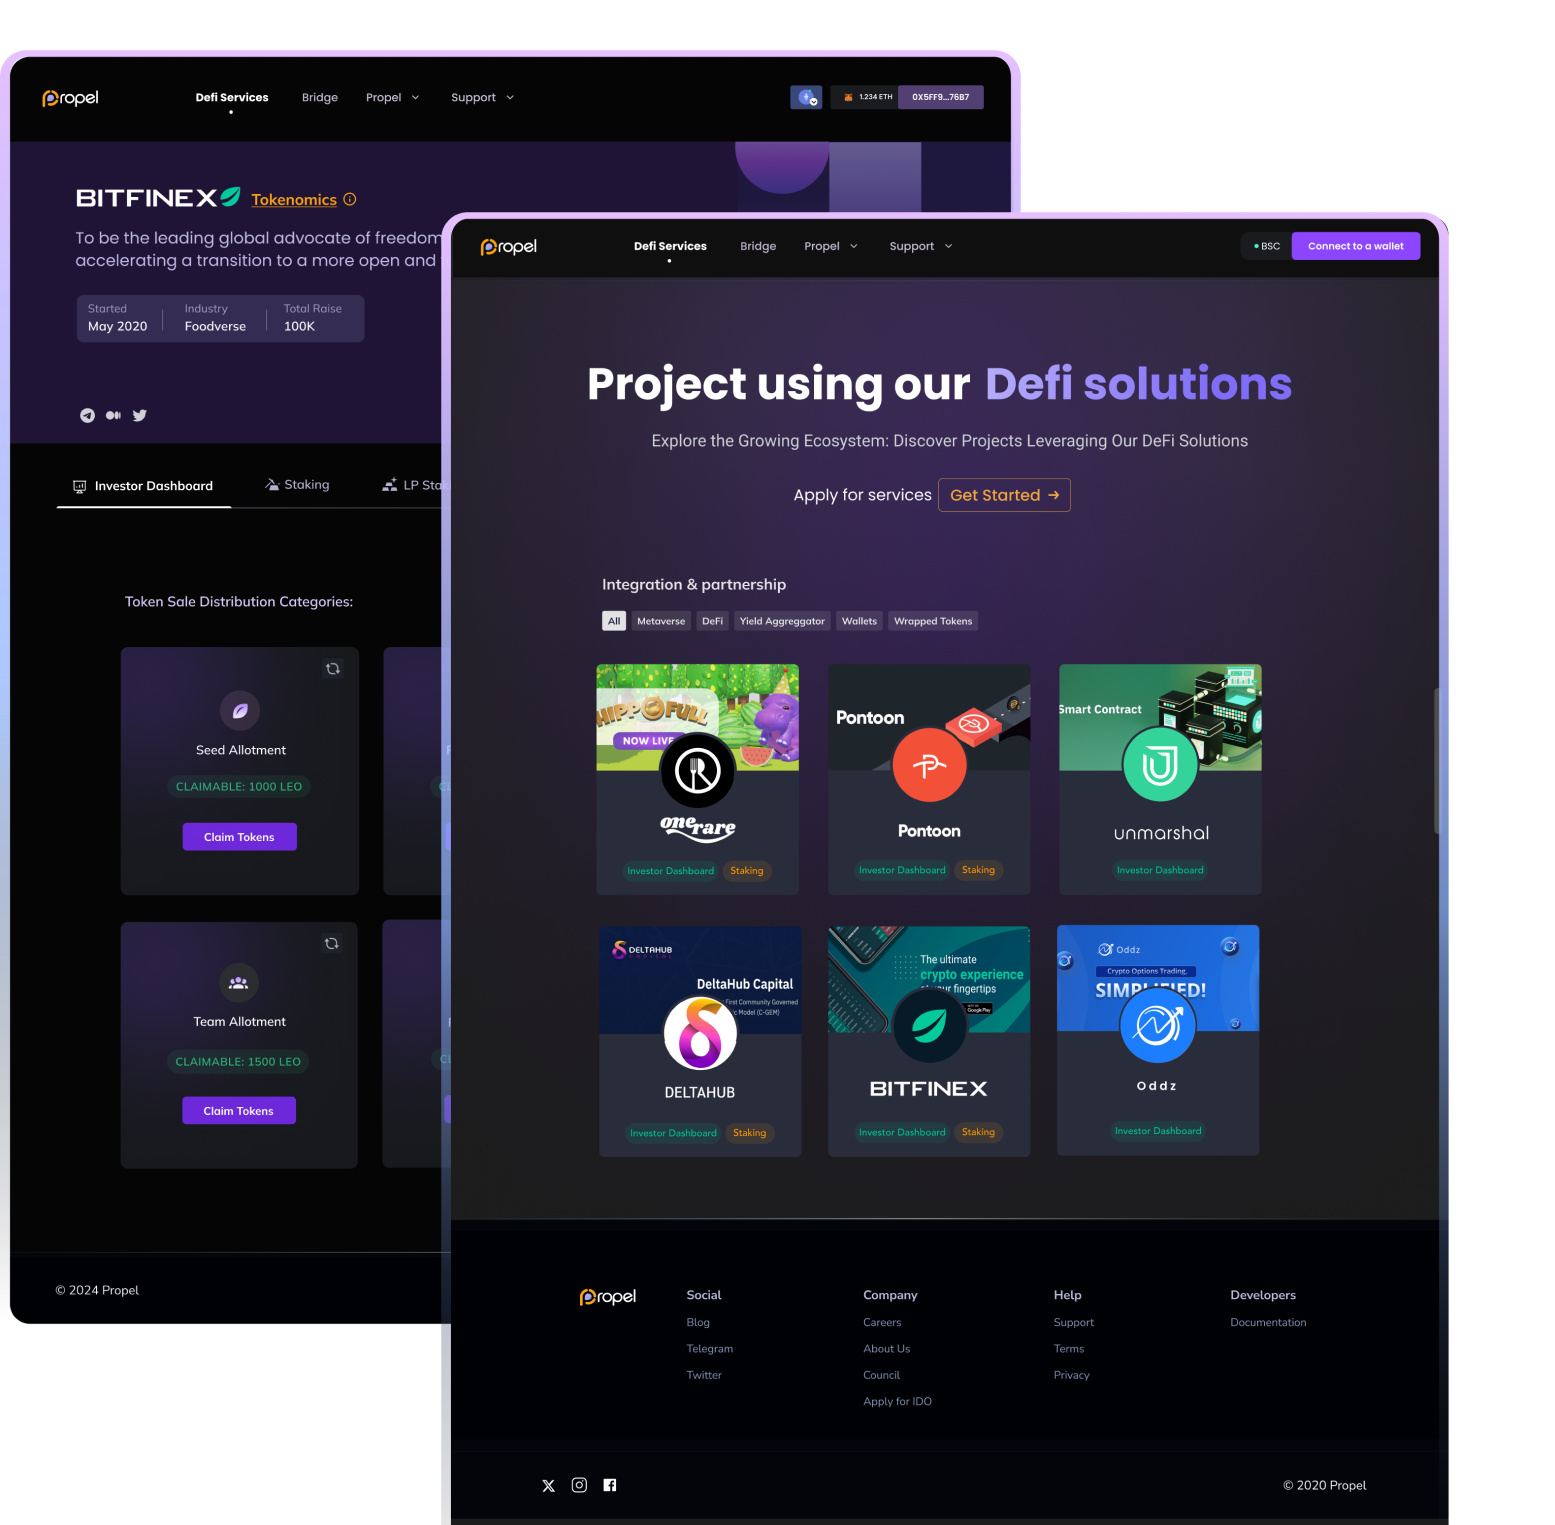 Propel
Defi Services
Bridge
Propel
Support
1.234 ETH
0X5FF9...76B7
BITFINEX
Tokenomics
To be the leading global advocate of freedom
accelerating a transition to a more open and
Started
May 2020
Industry
Foodverse
Total Raise
100K
Investor Dashboard
Staking
LP Sta
Token Sale Distribution Categories:
Seed Allotment
CLAIMABLE: 1000 LEO
Claim Tokens
Team Allotment
CLAIMABLE: 1500 LEO
Claim Tokens
© 2024 Propel
Propel
Defi Services
Bridge
Propel
Support
BSC
Connect to a wallet
Project using our Defi solutions
Explore the Growing Ecosystem: Discover Projects Leveraging Our DeFi Solutions
Apply for services
Get Started →
Integration & partnership
All
Metaverse
DeFi
Yield Aggreggator
Wallets
Wrapped Tokens
HIPPOFULL
NOW LIVE
onerare
Investor Dashboard
Staking
Pontoon
Pontoon
Investor Dashboard
Staking
Smart Contract
unmarshal
Investor Dashboard
DELTAHUB
CAPITAL
DeltaHub Capital
First Community Governed
Model (C-GEM)
DELTAHUB
Investor Dashboard
Staking
The ultimate
crypto experience
your fingertips
Google Play
BITFINEX
Investor Dashboard
Staking
Oddz
Crypto Options Trading.
SIMPLIFIED!
Oddz
Investor Dashboard
Propel
Social
Blog
Telegram
Twitter
Company
Careers
About Us
Council
Apply for IDO
Help
Support
Terms
Privacy
Developers
Documentation
© 2020 Propel